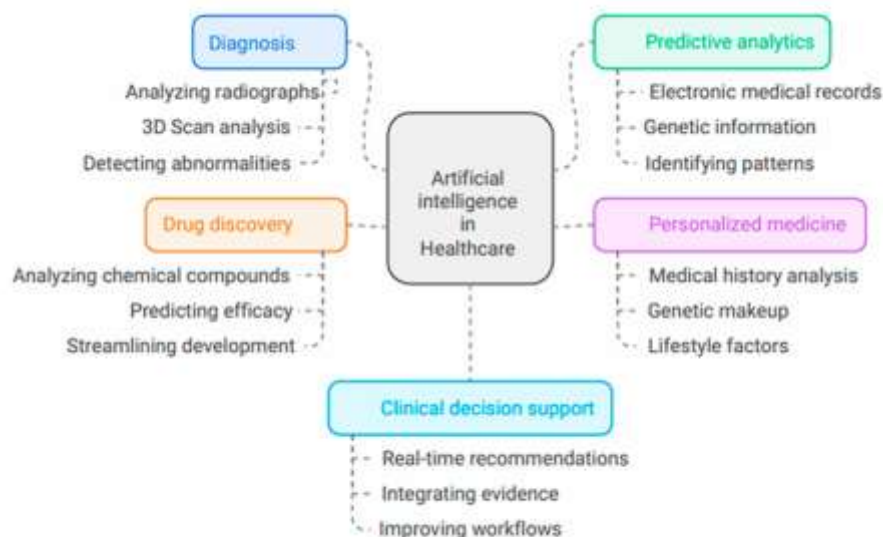 Diagnosis
Analyzing radiographs
3D Scan analysis
Detecting abnormalities
Drug discovery
Analyzing chemical compounds
Predicting efficacy
Streamlining development
Artificial
intelligence
in
Healthcare
Predictive analytics
Electronic medical records
Genetic information
Identifying patterns
Personalized medicine
Medical history analysis
Genetic makeup
Lifestyle factors
Clinical decision support
Real-time recommendations
Integrating evidence
Improving workflows